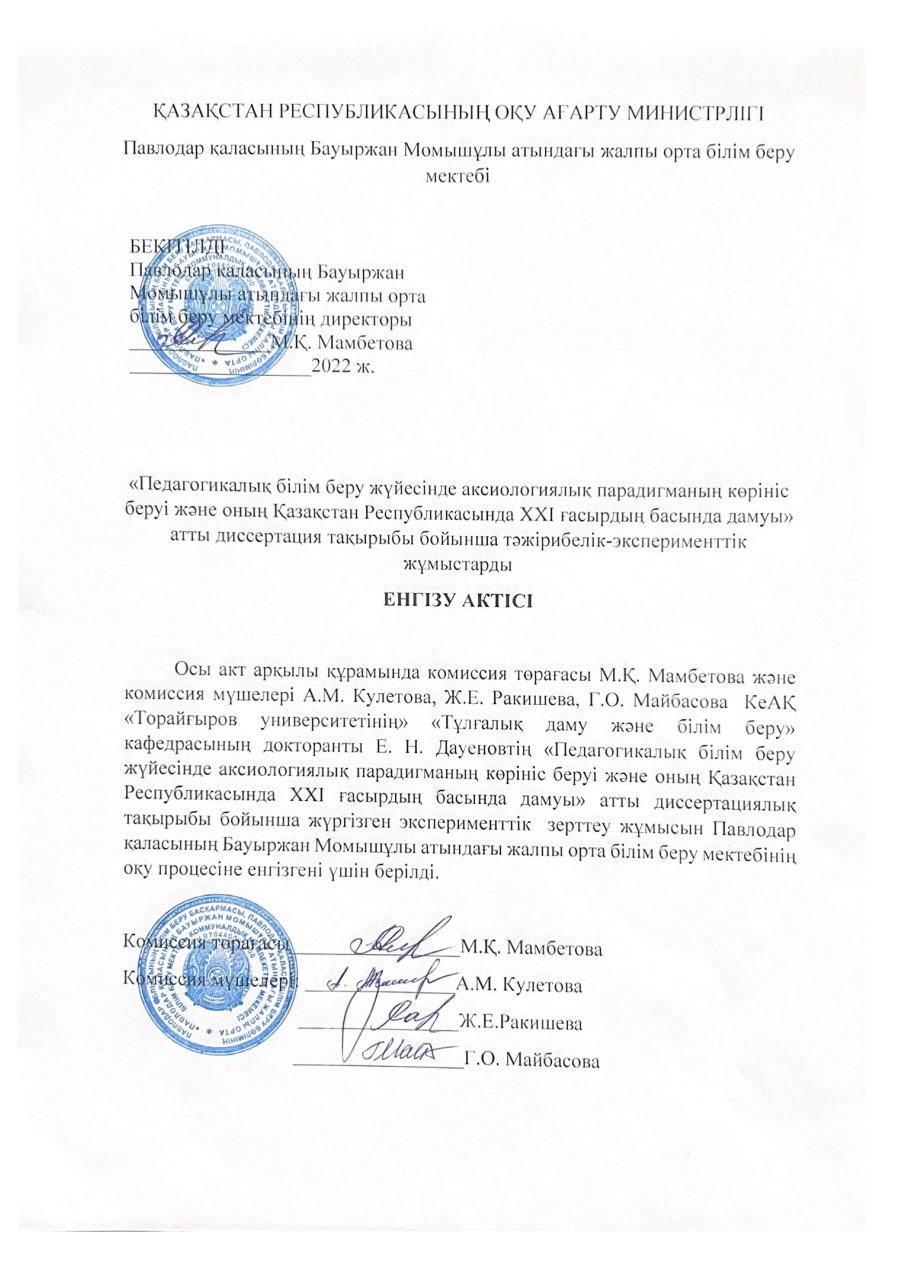 ҚАЗАҚСТАН РЕСПУБЛИКАСЫНЫҢ ОҚУ АҒАРТУ МИНИСТРЛІГІ
Павлодар қаласының Бауыржан Момышұлы атындағы жалпы орта білім беру
мектебі
БЕКІТІЛДІ
Павлодар қаласының Бауыржан
Момышұлы атындағы жалпы орта
білім беру мектебінің директоры
М.Қ. Мамбетова
2022 ж.
«Педагогикалық білім беру жүйесінде аксиологиялық парадигманың көрініс
беруі және оның Қазақстан Республикасында ХХІ ғасырдың басында дамуы»
атты диссертация тақырыбы бойынша тәжірибелік-эксперименттік
жұмыстарды
ЕНГІЗУ АКТІСІ
Осы акт арқылы құрамында комиссия төрағасы М.Қ. Мамбетова және
комиссия мүшелері А.М. Кулетова, Ж.Е. Ракишева, Г.О. Майбасова КеАҚ
«Торайғыров университетінің» «Тұлғалық даму және білім беру»
кафедрасының докторанты Е. Н. Дауеновтің «Педагогикалық білім беру
жүйесінде аксиологиялық парадигманың көрініс беруі және оның Қазақстан
Республикасында ХХІ ғасырдың басында дамуы» атты диссертациялық
тақырыбы бойынша жүргізген эксперименттік зерттеу жұмысын Павлодар
қаласының Бауыржан Момышұлы атындағы жалпы орта білім беру мектебінің
оқу процесіне енгізгені үшін берілді.
Комиссия төрағасы М.Қ. Мамбетова
Комиссия мүшелері: А.М. Кулетова
Ж.Е.Ракишева
Г.О. Майбасова